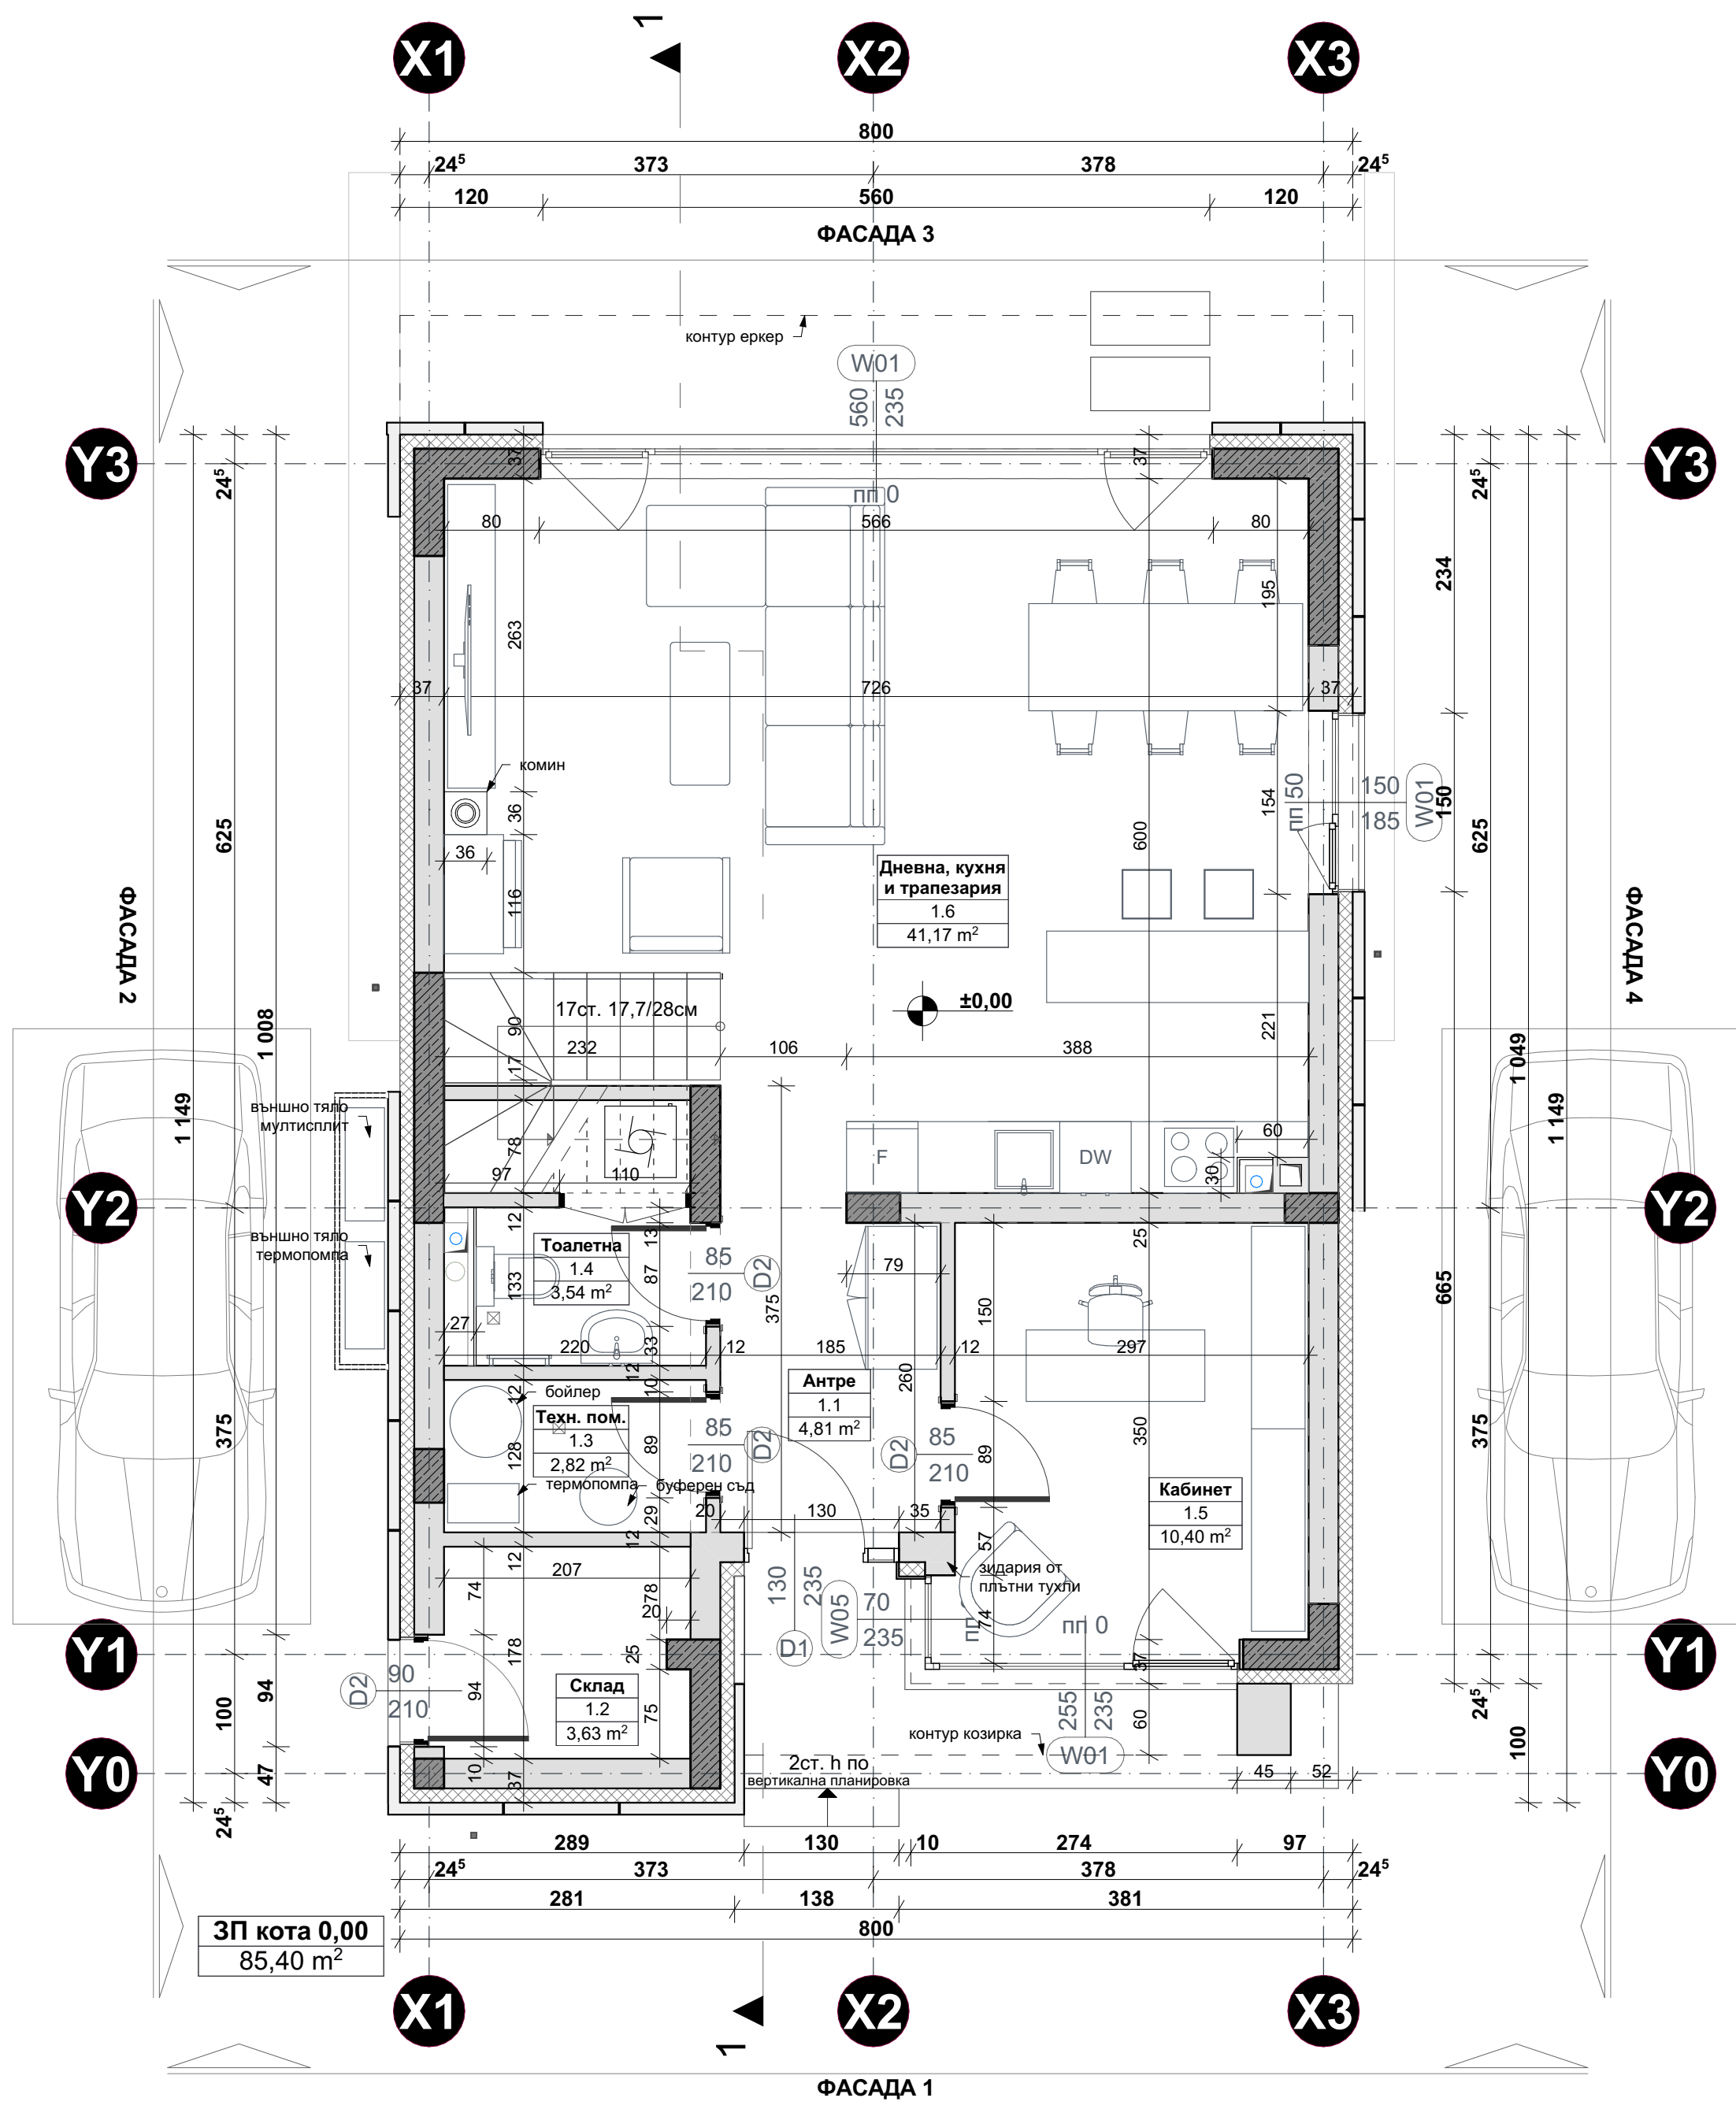 1
X1
X2
X3
800
24⁵
373
378
24⁵
120
560
120
ФАСАДА 3
контур еркер
W01
560
235
Y3
Y3
37
37
24⁵
24⁵
пп 0
80
566
80
234
195
263
37
726
37
комин
36
36
154
пп 50
150
185
W01
150
600
625
625
116
Дневна, кухня
и трапезария
1.6
41,17 m²
ФАСАДА 2
ФАСАДА 4
17ст. 17,7/28см
±0,00
90
17
232
106
388
221
1 008
1 049
1 149
1 149
външно тяло
мултисплит
78
97
110
F
DW
60
30
Y2
Y2
12
13
25
външно тяло
термопомпа
Тоалетна
1.4
3,54 m²
133
87
85
210
D2
79
375
150
665
27
220
33
12
185
12
297
12
10
12
260
Антре
1.1
4,81 m²
бойлер
Техн. пом.
1.3
2,82 m²
128
89
85
210
D2
D2
85
210
89
350
375
375
термопомпа
буферен съд
29
20
130
35
Кабинет
1.5
10,40 m²
12
12
207
74
78
20
57
зидария от
плътни тухли
130
235
W05
70
235
пп
74
пп 0
D1
Y1
Y1
178
25
37
D2
90
210
94
94
Склад
1.2
3,63 m²
75
255
235
60
24⁵
100
100
контур козирка
W01
Y0
Y0
47
10
37
2ст. h по
вертикална планировка
45
52
24⁵
289
130
10
274
97
24⁵
373
378
24⁵
281
138
381
800
ЗП кота 0,00
85,40 m²
X1
X2
X3
1
ФАСАДА 1